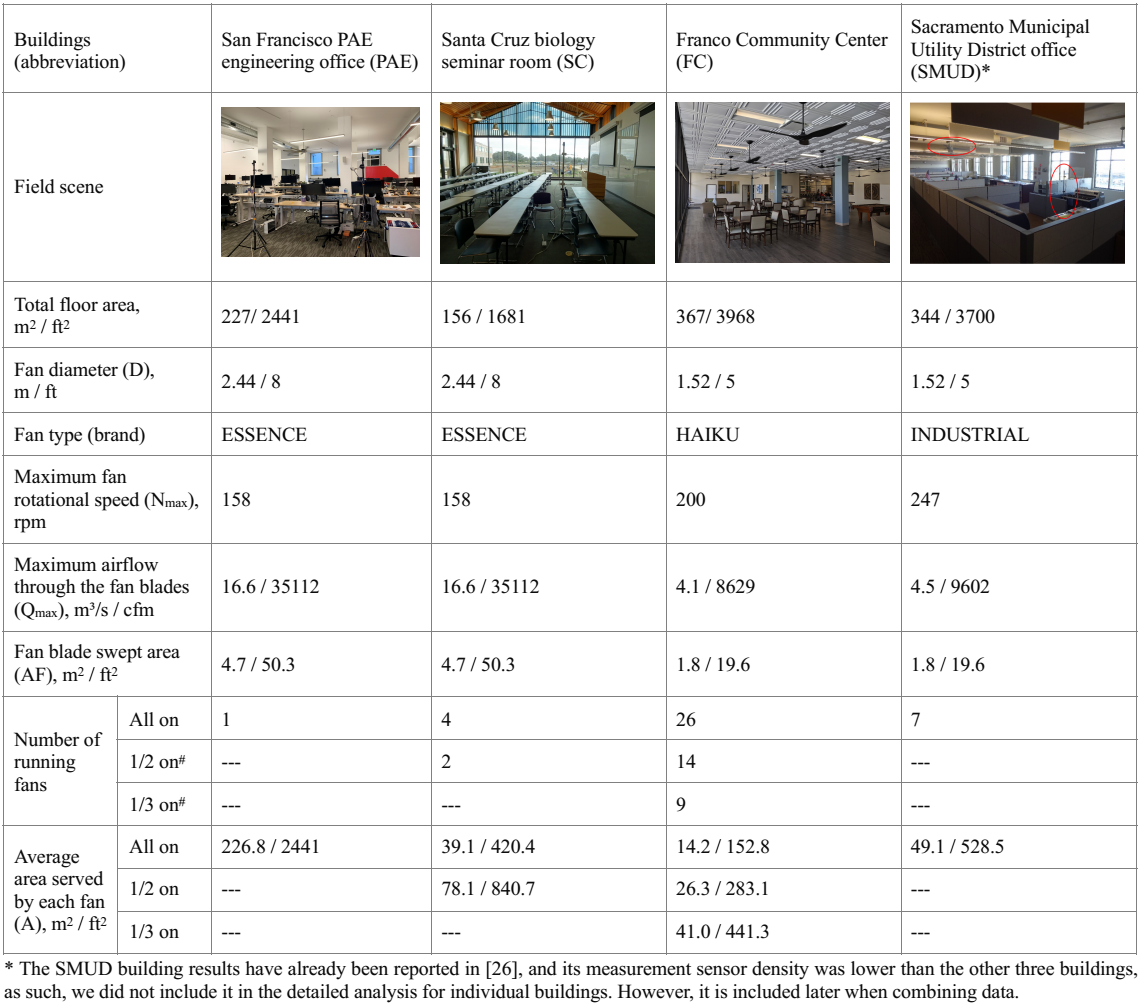 Buildings
(abbreviation)
San Francisco PAE
engineering office (PAE)
Santa Cruz biology
seminar room (SC)
Franco Community Center
(FC)
Sacramento Municipal
Utility District office
(SMUD)*
Field scene
Total floor area,
m² / ft²
227/ 2441
156 / 1681
367/ 3968
344 / 3700
Fan diameter (D),
m / ft
2.44 / 8
2.44 / 8
1.52 / 5
1.52 / 5
Fan type (brand)
ESSENCE
ESSENCE
HAIKU
INDUSTRIAL
Maximum fan
rotational speed (Nmax),
rpm
158
158
200
247
Maximum airflow
through the fan blades
(Qmax), m³/s / cfm
16.6 / 35112
16.6 / 35112
4.1 / 8629
4.5 / 9602
Fan blade swept area
(AF), m² / ft²
4.7 / 50.3
4.7 / 50.3
1.8 / 19.6
1.8 / 19.6
Number of
running
fans
All on
1
4
26
7
1/2 on#
---
2
14
---
1/3 on#
---
---
9
---
Average
area served
by each fan
(A), m² / ft²
All on
226.8 / 2441
39.1 / 420.4
14.2 / 152.8
49.1 / 528.5
1/2 on
---
78.1 / 840.7
26.3 / 283.1
---
1/3 on
---
---
41.0 / 441.3
---
* The SMUD building results have already been reported in [26], and its measurement sensor density was lower than the other three buildings,
as such, we did not include it in the detailed analysis for individual buildings. However, it is included later when combining data.